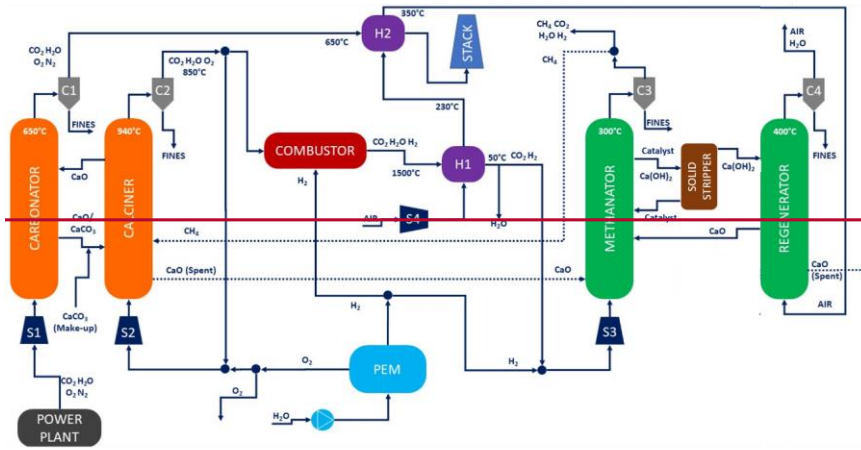 350°C
CO₂ H₂O
O₂ N₂
650°C
H2
STACK
CH₄ CO₂
H₂O H₂
AIR
H₂O
CO₂ H₂O O₂
850°C
CH₄
C1
C2
C3
C4
230°C
FINES
FINES
FINES
FINES
650°C
940°C
300°C
400°C
COMBUSTOR
CO₂ H₂O H₂
1500°C
H1
50°C
CO₂ H₂
Catalyst
Ca(OH)₂
SOLID
STRIPPER
Ca(OH)₂
Catalyst
CaO
H₂
CARBONATOR
CALCINER
METHANATOR
REGENERATOR
CaO/
CaCO₃
AIR
S4
H₂O
CH₄
CaO
CaO (Spent)
CaO
CaO
(Spent)
AIR
CaCO₃
(Make-up)
H₂
S1
S2
S3
O₂
PEM
H₂
CO₂ H₂O
O₂ N₂
O₂
H₂O
POWER
PLANT